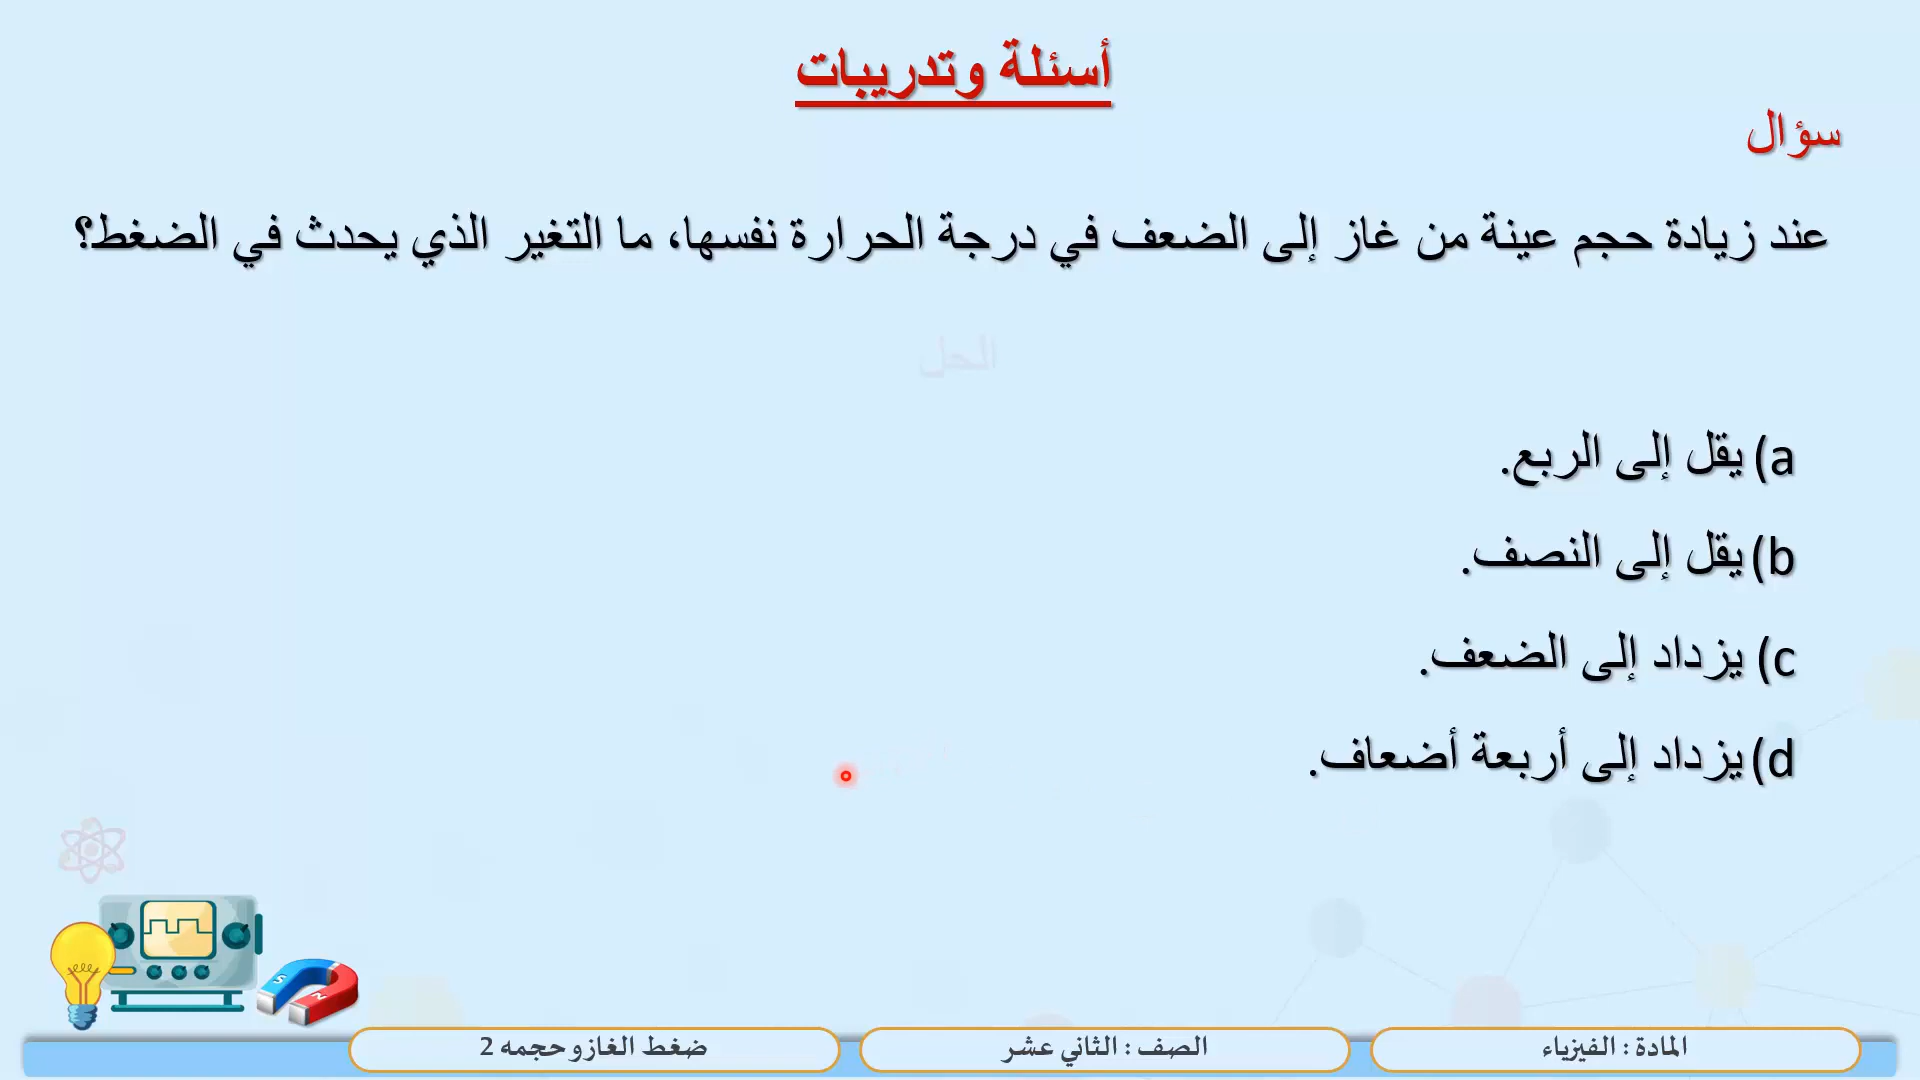 أسئلة وتدريبات
سؤال
عند زيادة حجم عينة من غاز إلى الضعف في درجة الحرارة نفسها، ما التغير الذي يحدث في الضغط؟
الحل
a) يقل إلى الربع.
b) يقل إلى النصف.
c) يزداد إلى الضعف.
d) يزداد إلى أربعة أضعاف.
S N
المادة : الفيزياء
الصف : الثاني عشر
ضغط الغاز وحجمه 2